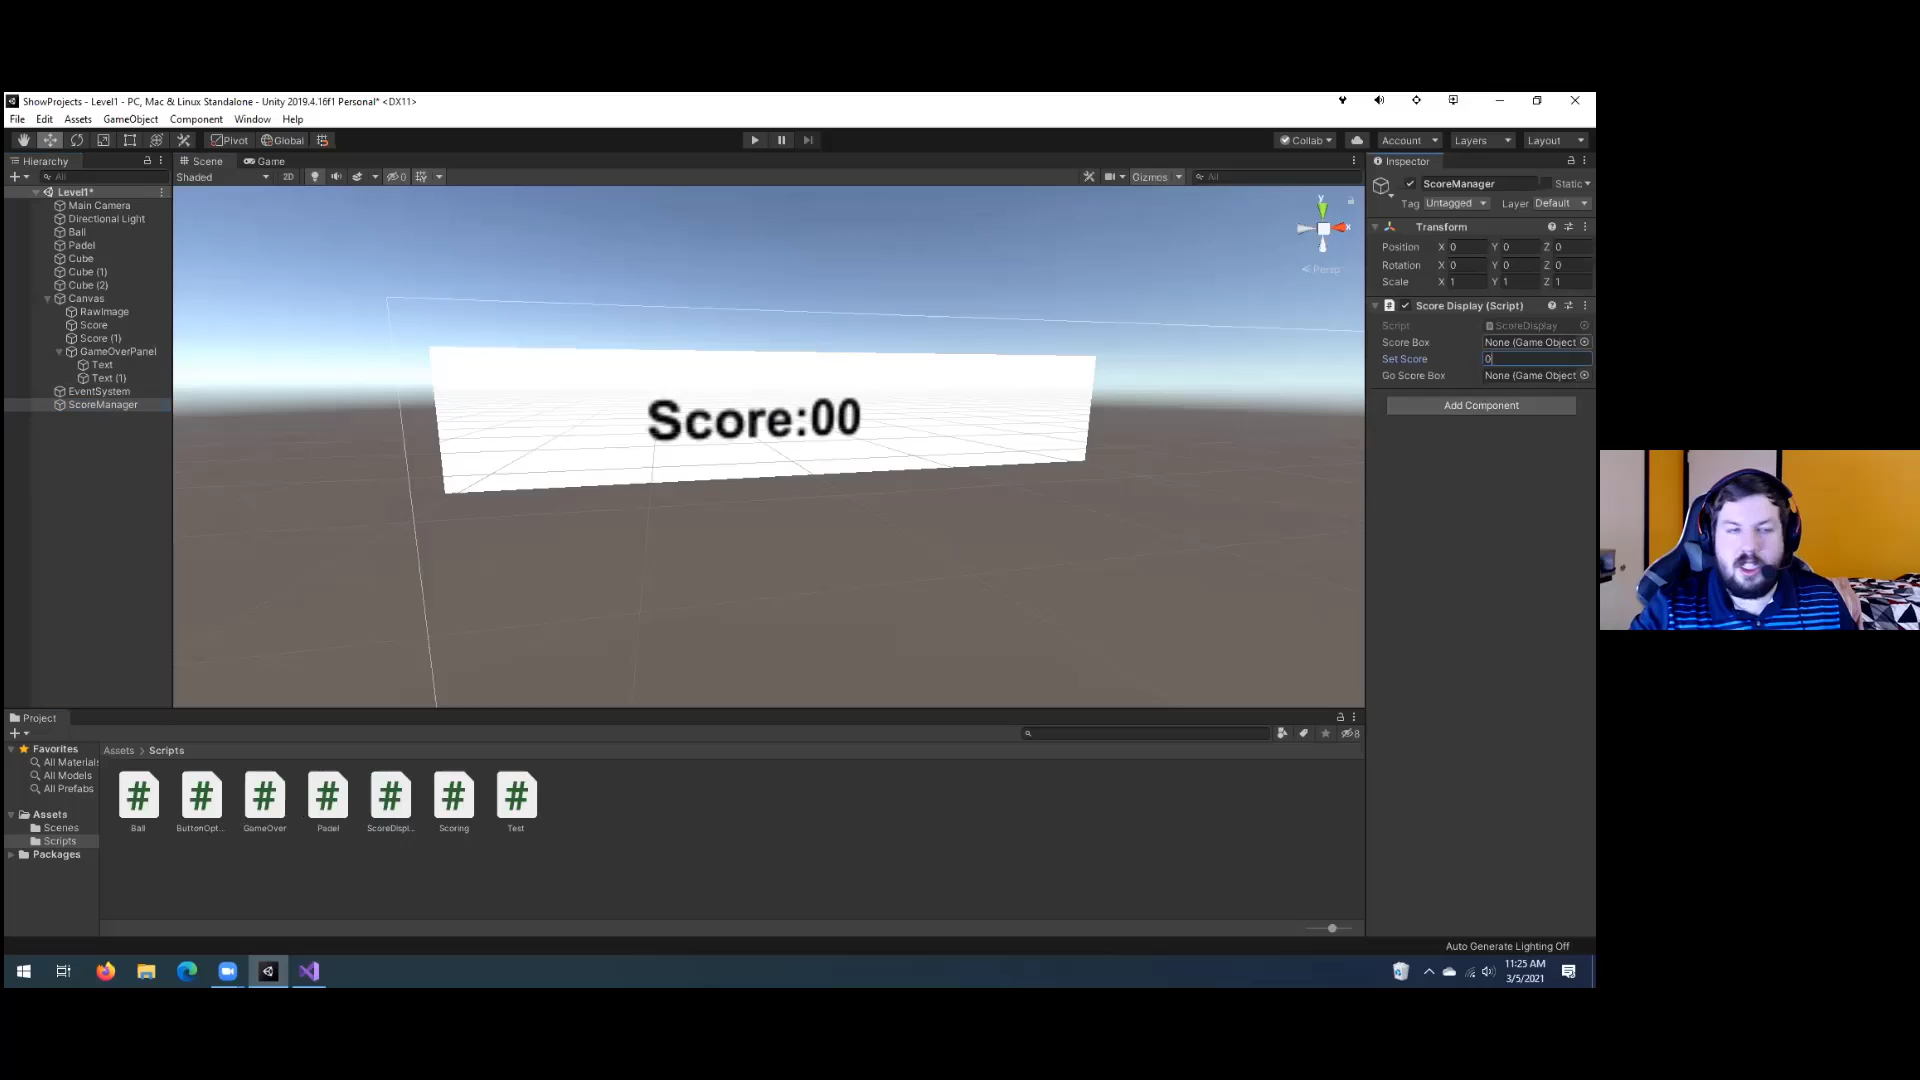 ShowProjects - Level1 - PC, Mac & Linux Standalone - Unity 2019.4.16f1 Personal* <DX11>
File Edit Assets GameObject Component Window Help
Pivot Global Collab Account Layers Layout
Hierarchy
All
Level1*
Main Camera
Directional Light
Ball
Padel
Cube
Cube (1)
Cube (2)
Canvas
RawImage
Score
Score (1)
GameOverPanel
Text
Text (1)
EventSystem
ScoreManager
Scene Game
Shaded 2D 0 Gizmos All
y
x
< Persp
Score:00
Inspector
ScoreManager Static
Tag Untagged Layer Default
Transform
Position X 0 Y 0 Z 0
Rotation X 0 Y 0 Z 0
Scale X 1 Y 1 Z 1
# Score Display (Script)
Script ScoreDisplay
Score Box None (Game Object
Set Score 0
Go Score Box None (Game Object
Add Component
Project
8
Favorites
All Materials
All Models
All Prefabs
Assets
Scenes
Scripts
Packages
Assets > Scripts
# # # # # # #
Ball ButtonOpt... GameOver Padel ScoreDispl... Scoring Test
Auto Generate Lighting Off
11:25 AM
3/5/2021